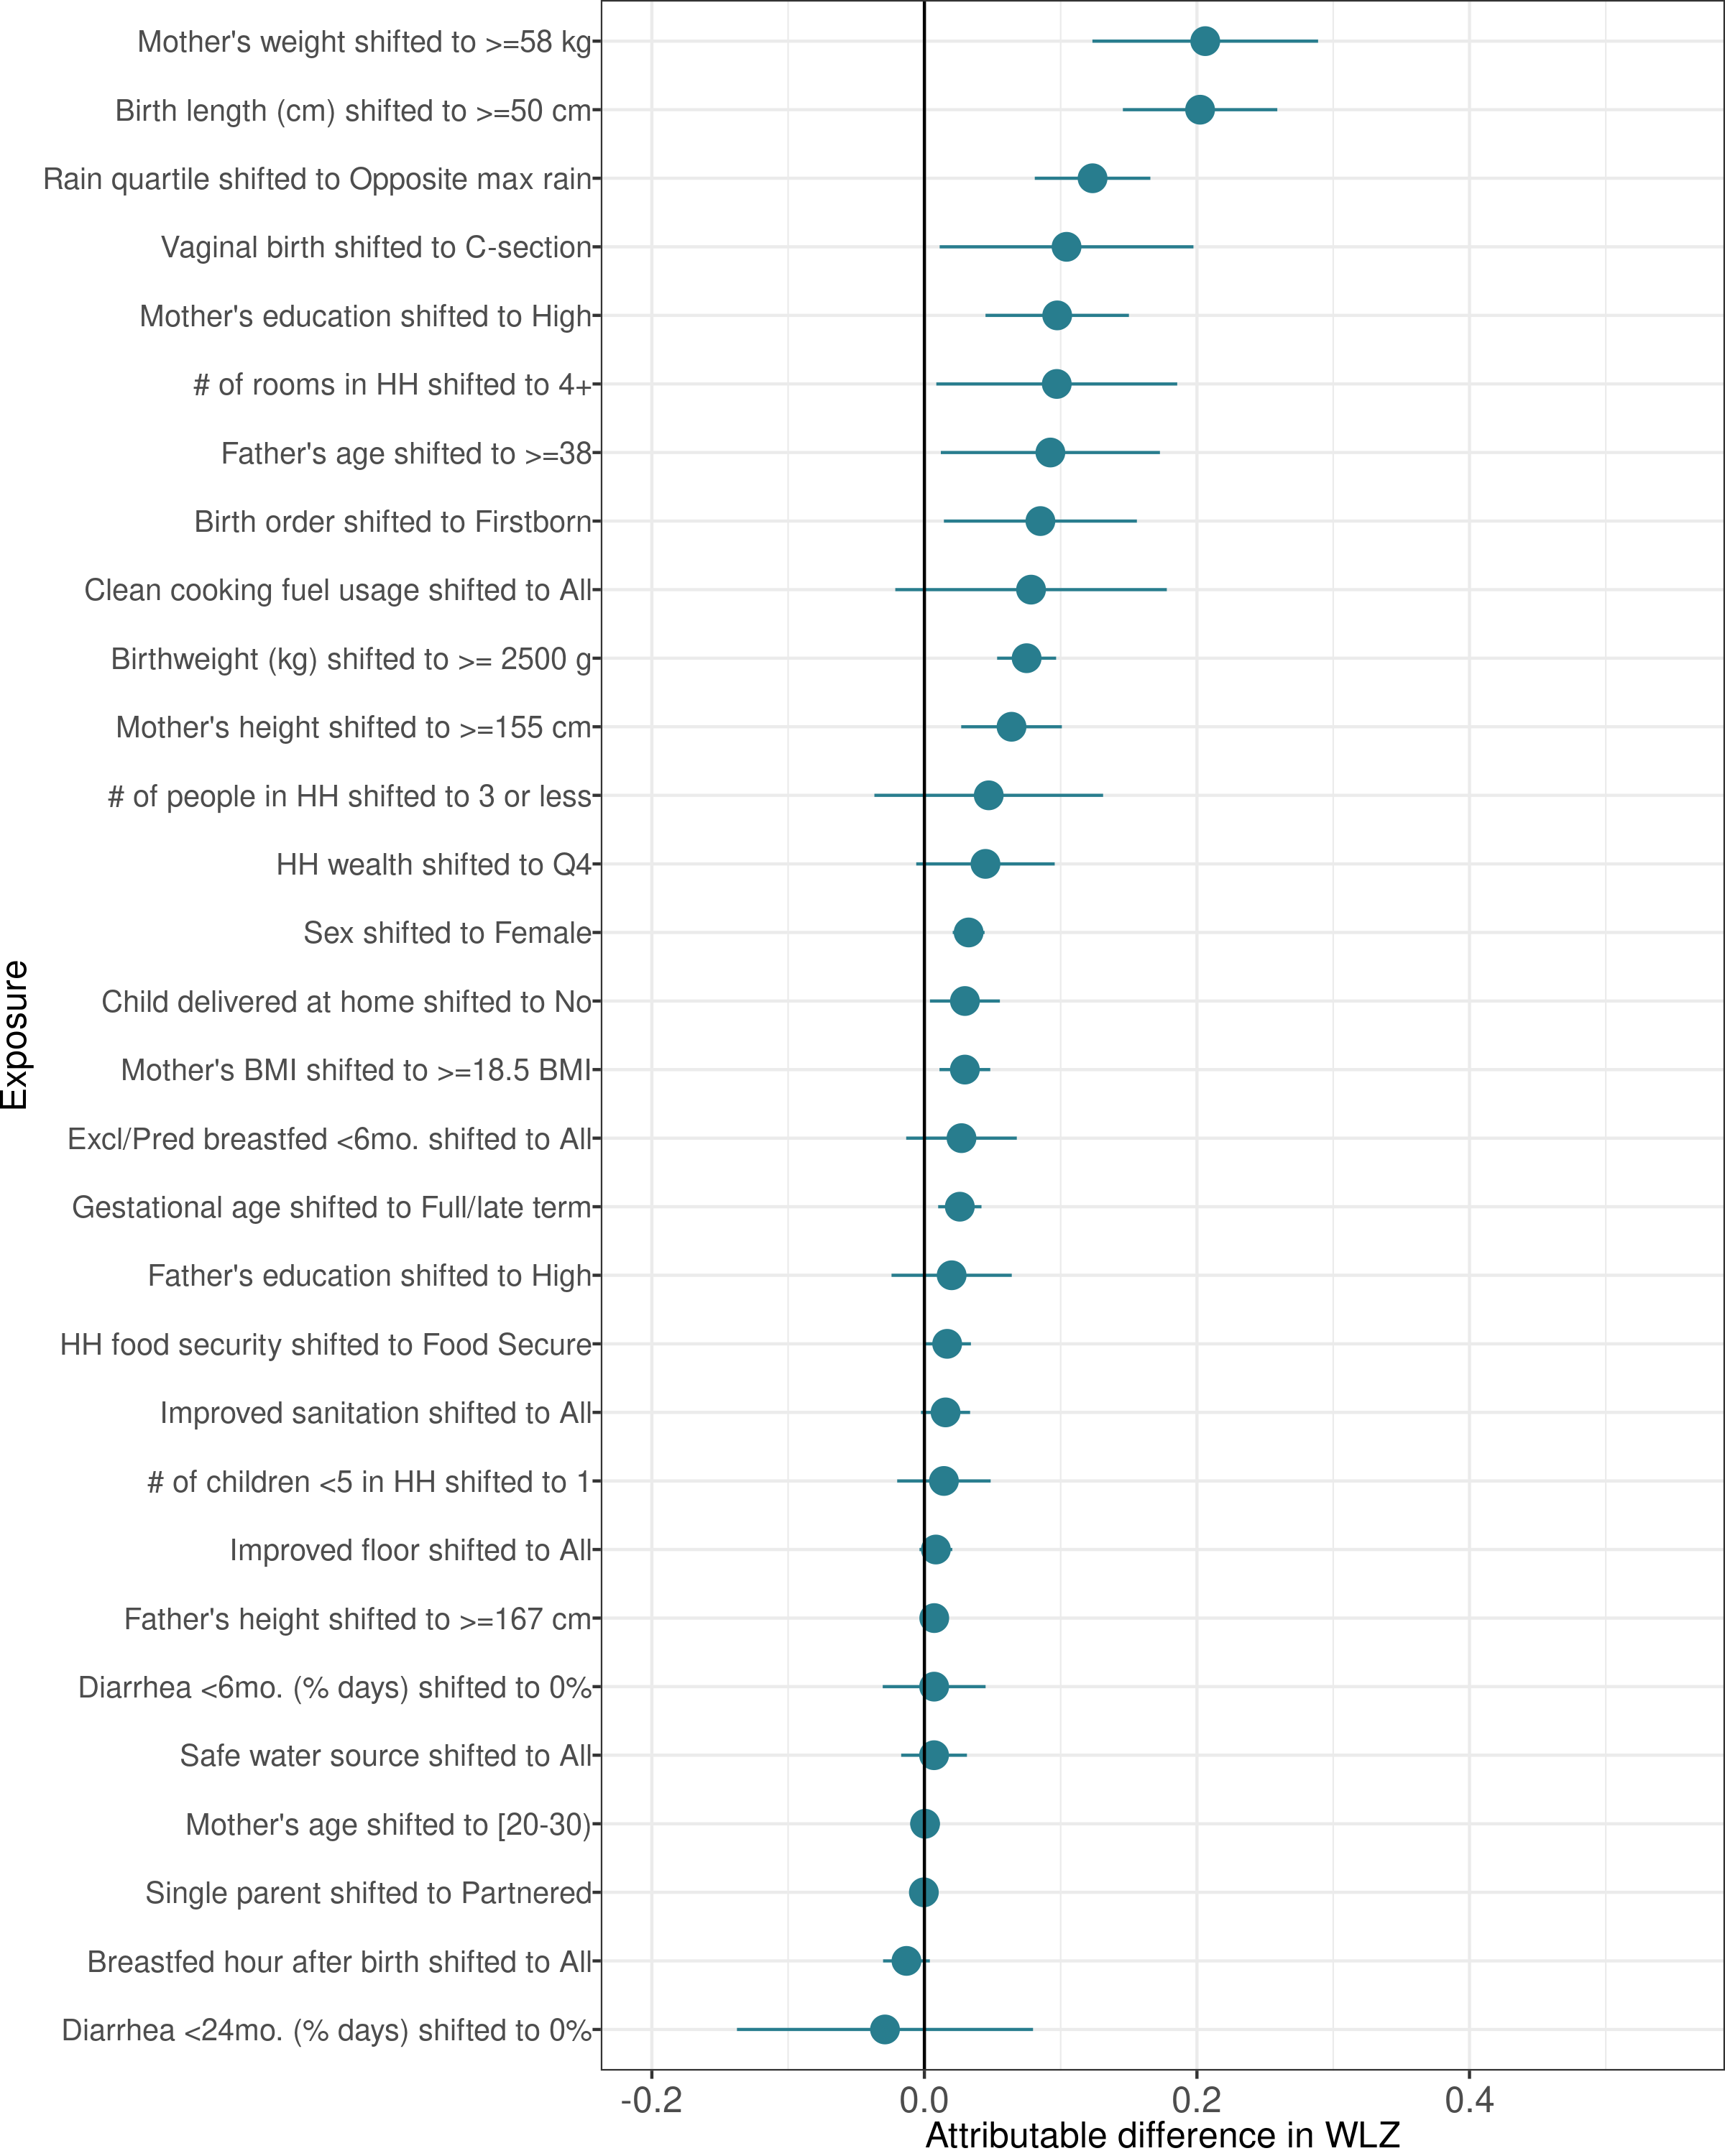 Mother's weight shifted to >=58 kg
Birth length (cm) shifted to >=50 cm
Rain quartile shifted to Opposite max rain
Vaginal birth shifted to C-section
Mother's education shifted to High
# of rooms in HH shifted to 4+
Father's age shifted to >=38
Birth order shifted to Firstborn
Clean cooking fuel usage shifted to All
Birthweight (kg) shifted to >= 2500 g
Mother's height shifted to >=155 cm
# of people in HH shifted to 3 or less
HH wealth shifted to Q4
Sex shifted to Female
Child delivered at home shifted to No
Mother's BMI shifted to >=18.5 BMI
Excl/Pred breastfed <6mo. shifted to All
Gestational age shifted to Full/late term
Father's education shifted to High
HH food security shifted to Food Secure
Improved sanitation shifted to All
# of children <5 in HH shifted to 1
Improved floor shifted to All
Father's height shifted to >=167 cm
Diarrhea <6mo. (% days) shifted to 0%
Safe water source shifted to All
Mother's age shifted to [20-30)
Single parent shifted to Partnered
Breastfed hour after birth shifted to All
Diarrhea <24mo. (% days) shifted to 0%
Exposure
-0.2 0.0 0.2 0.4
Attributable difference in WLZ